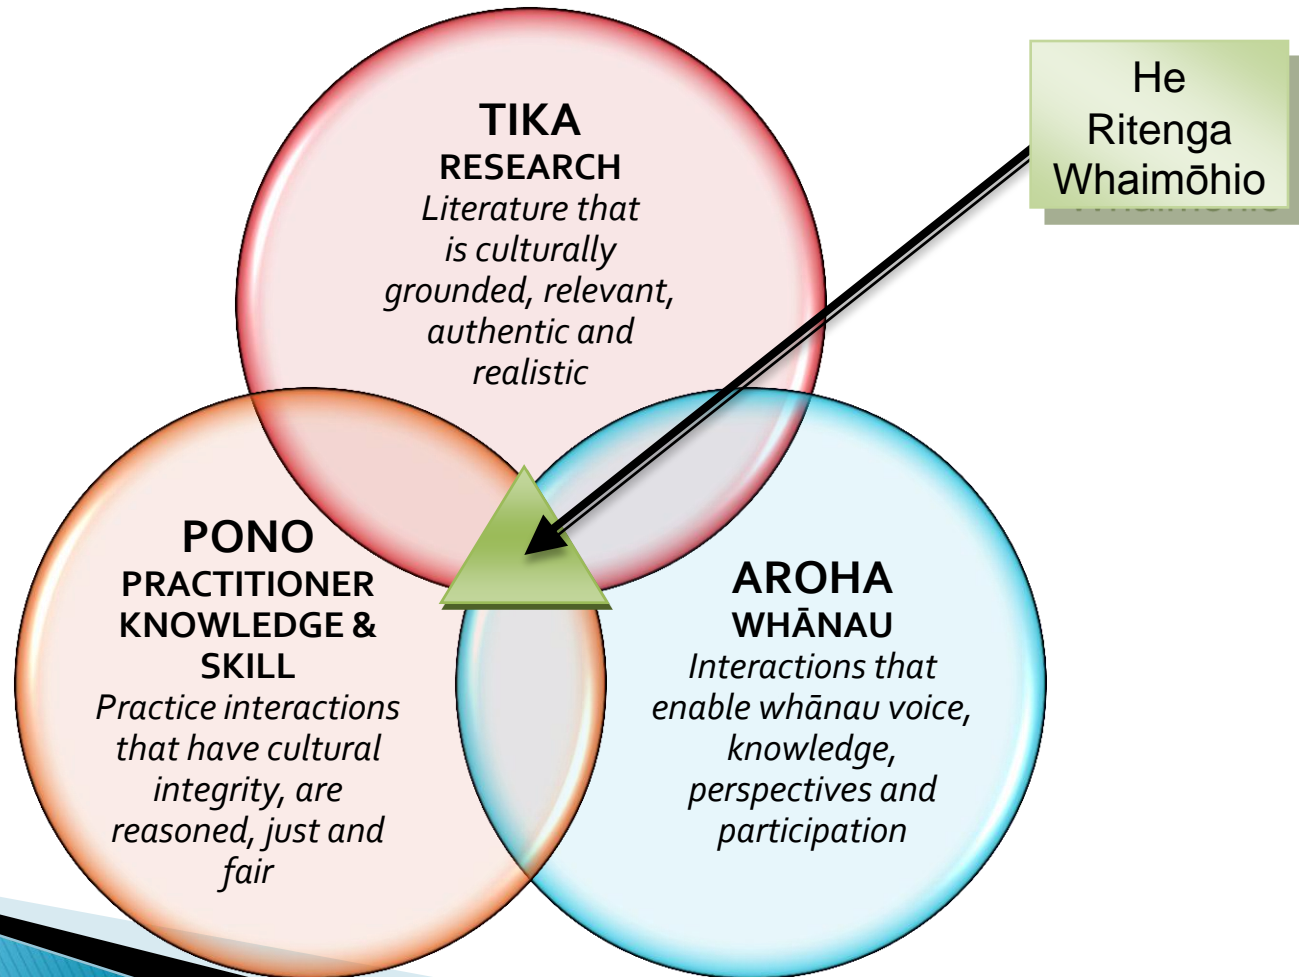 He
Ritenga
Whaimōhio
TIKA
RESEARCH
Literature that
is culturally
grounded, relevant,
authentic and
realistic
PONO
PRACTITIONER
KNOWLEDGE &
SKILL
Practice interactions
that have cultural
integrity, are
reasoned, just and
fair
AROHA
WHĀNAU
Interactions that
enable whānau voice,
knowledge,
perspectives and
participation